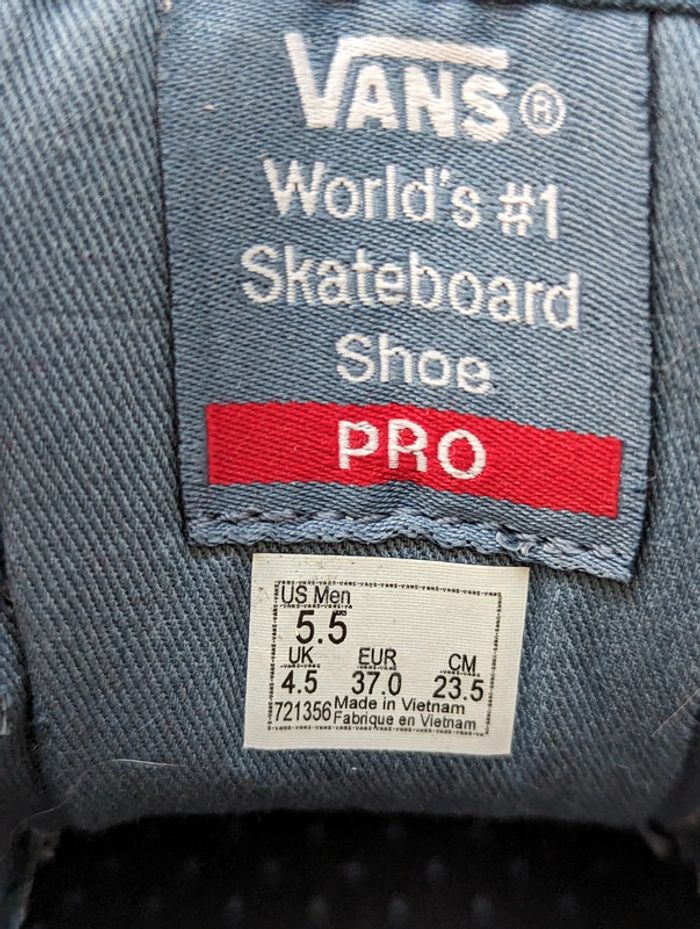 VANS®
World's #1
Skateboard
Shoe
PRO
US Men
5.5
UK EUR CM
4.5 37.0 23.5
721356 Made in Vietnam
Fabrique en Vietnam